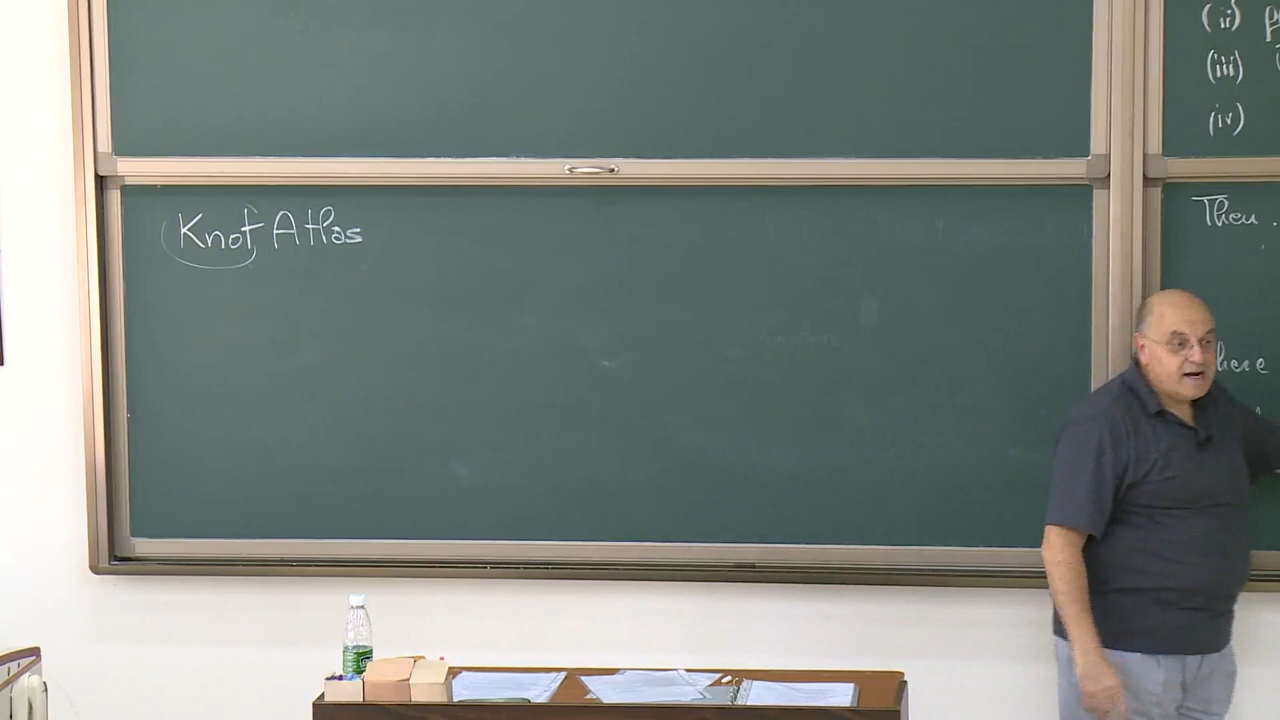 Knot Atlas
(ii)
(iii)
(iv)
Then
here